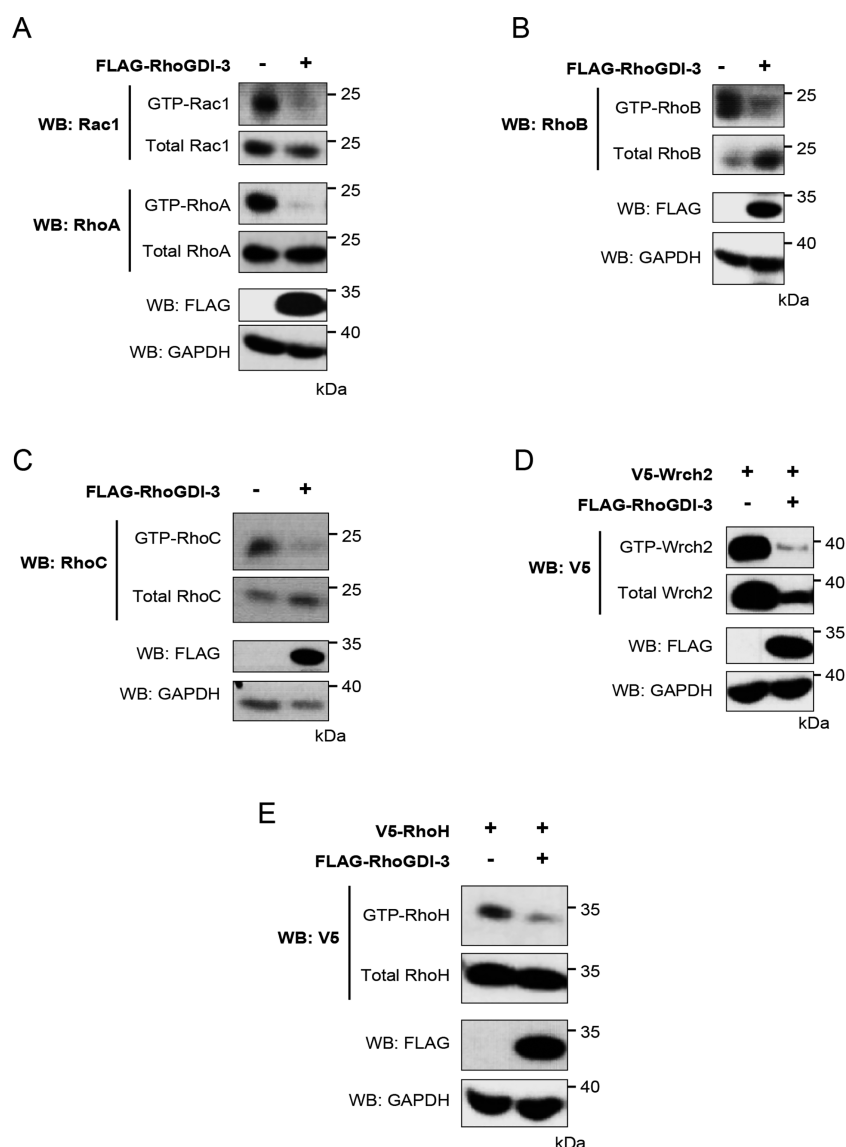 A
FLAG-RhoGDI-3 - +
WB: Rac1
GTP-Rac1 25
Total Rac1 25
WB: RhoA
GTP-RhoA 25
Total RhoA 25
WB: FLAG 35
WB: GAPDH 40
kDa
B
FLAG-RhoGDI-3 - +
WB: RhoB
GTP-RhoB 25
Total RhoB 25
WB: FLAG 35
WB: GAPDH 40
kDa
C
FLAG-RhoGDI-3 - +
WB: RhoC
GTP-RhoC 25
Total RhoC 25
WB: FLAG 35
WB: GAPDH 40
kDa
D
V5-Wrch2 + +
FLAG-RhoGDI-3 - +
WB: V5
GTP-Wrch2 40
Total Wrch2 40
WB: FLAG 35
WB: GAPDH 40
kDa
E
V5-RhoH + +
FLAG-RhoGDI-3 - +
WB: V5
GTP-RhoH 35
Total RhoH 35
WB: FLAG 35
WB: GAPDH 40
kDa